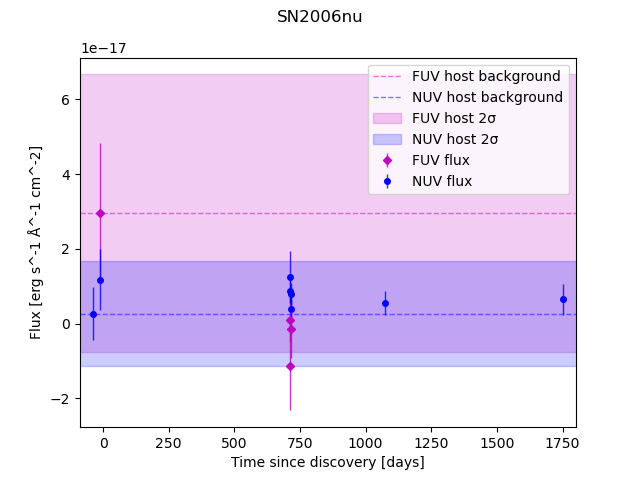 SN2006nu
1e−17
FUV host background
NUV host background
FUV host 2σ
NUV host 2σ
FUV flux
NUV flux
6
4
2
0
−2
Flux [erg s^-1 Å^-1 cm^-2]
0 250 500 750 1000 1250 1500 1750
Time since discovery [days]